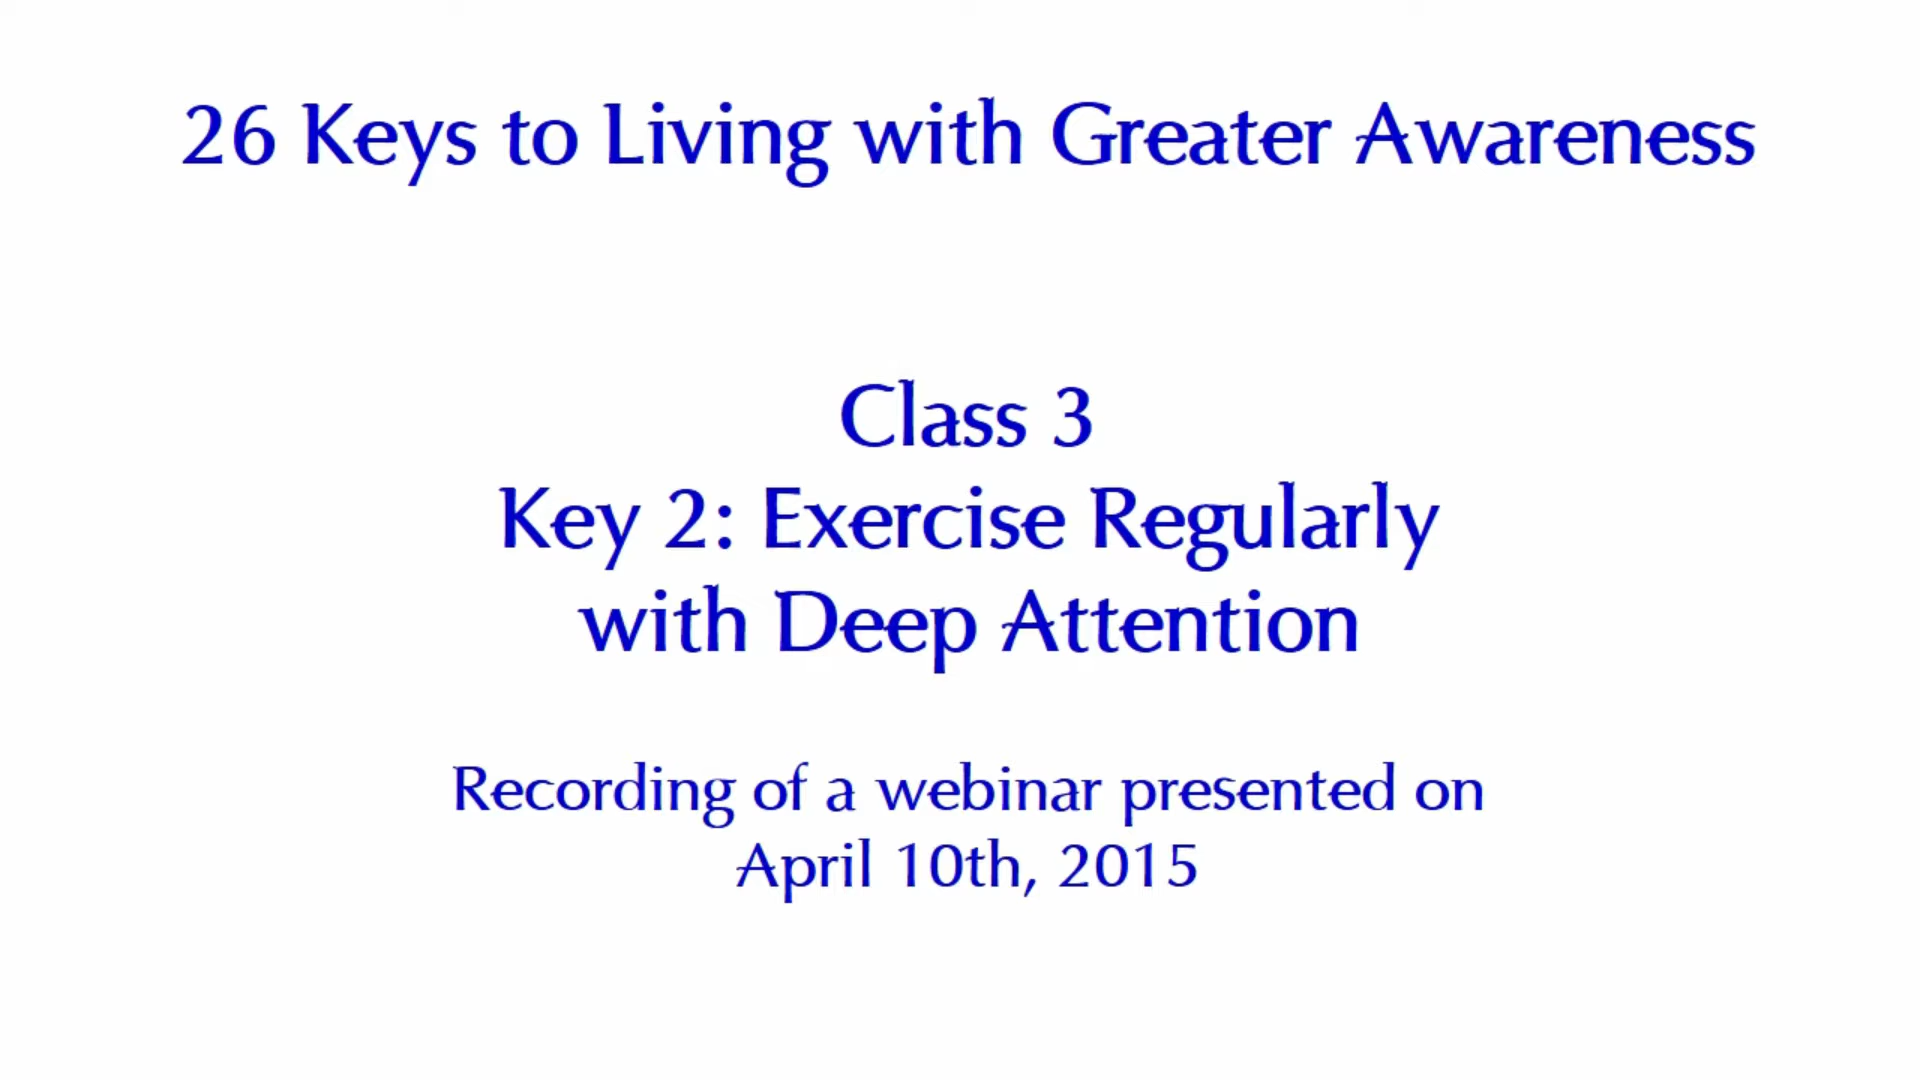 26 Keys to Living with Greater Awareness
Class 3
Key 2: Exercise Regularly
with Deep Attention
Recording of a webinar presented on
April 10th, 2015